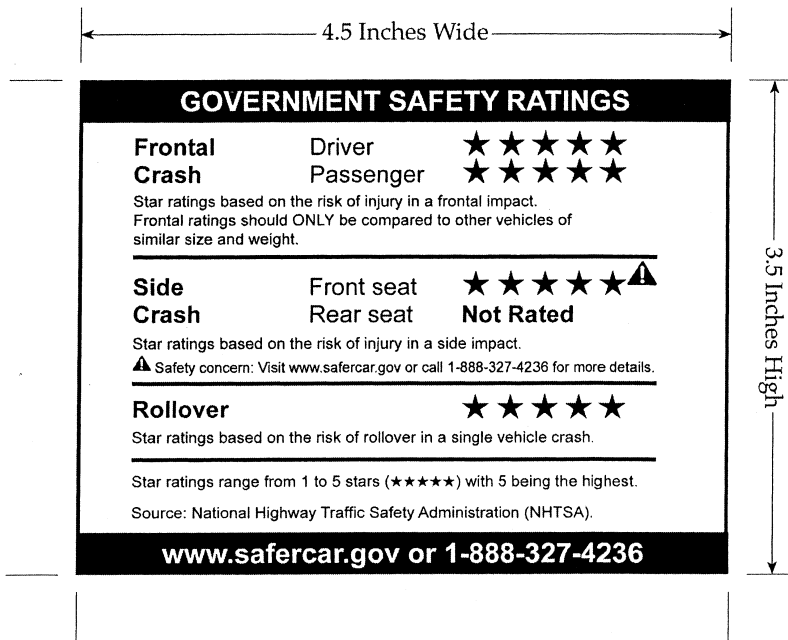 4.5 Inches Wide
GOVERNMENT SAFETY RATINGS
Frontal Driver ★ ★ ★ ★ ★
Crash Passenger ★ ★ ★ ★ ★
Star ratings based on the risk of injury in a frontal impact.
Frontal ratings should ONLY be compared to other vehicles of
similar size and weight.
Side Front seat ★ ★ ★ ★ ★ ⚠
Crash Rear seat Not Rated
Star ratings based on the risk of injury in a side impact.
⚠ Safety concern: Visit www.safercar.gov or call 1-888-327-4236 for more details.
Rollover ★ ★ ★ ★ ★
Star ratings based on the risk of rollover in a single vehicle crash.
Star ratings range from 1 to 5 stars (★★★★★) with 5 being the highest.
Source: National Highway Traffic Safety Administration (NHTSA).
www.safercar.gov or 1-888-327-4236
3.5 Inches High